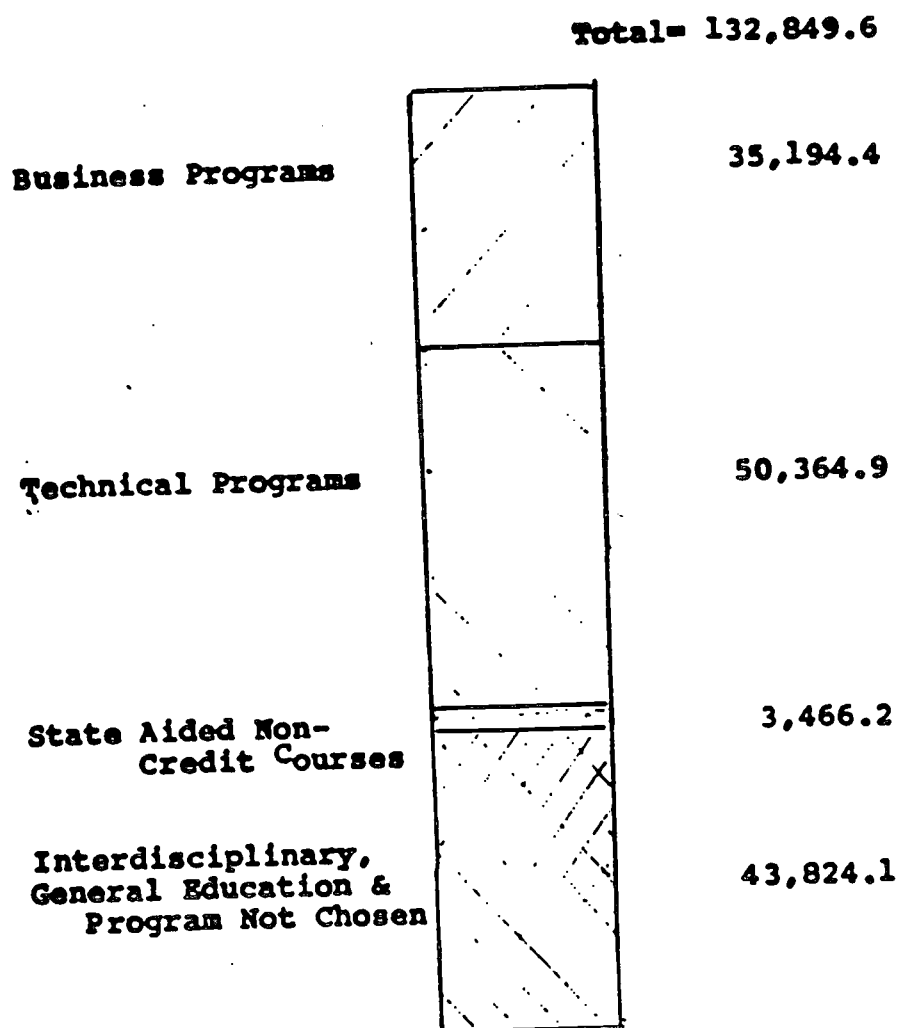 Total= 132,849.6
Business Programs 35,194.4
Technical Programs 50,364.9
State Aided Non- 3,466.2
Credit Courses
Interdisciplinary,
General Education & 43,824.1
Program Not Chosen